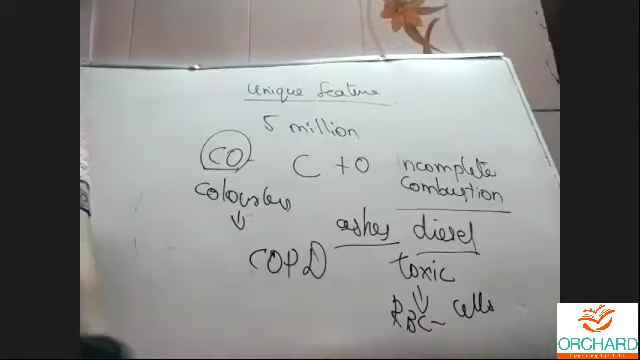 unique feature
5 million
CO C + O incomplete
combustion
colourless
ashes diesel
COPD toxic
RBC cells
ORCHARD